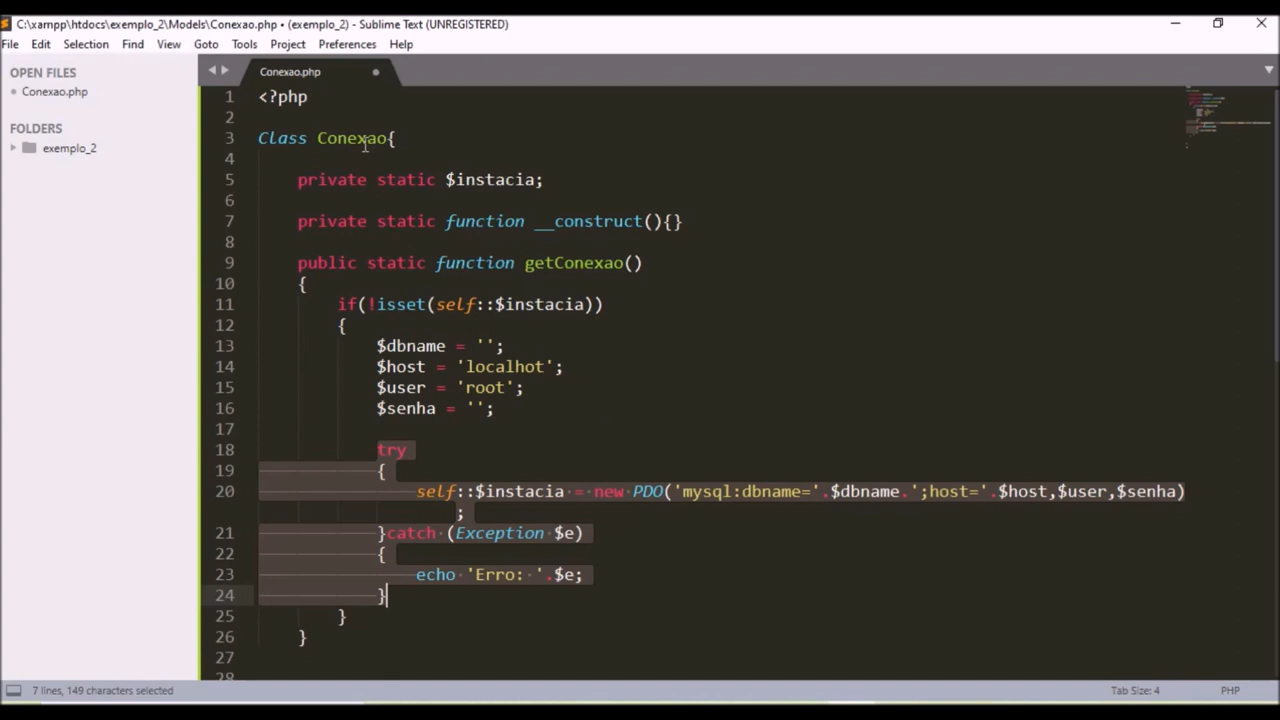 C:\xampp\htdocs\exemplo_2\Models\Conexao.php • (exemplo_2) - Sublime Text (UNREGISTERED)
File Edit Selection Find View Goto Tools Project Preferences Help
OPEN FILES
Conexao.php
FOLDERS
exemplo_2
Conexao.php
1 <?php
2
3 Class Conexao{
4
5 private static $instacia;
6
7 private static function __construct(){}
8
9 public static function getConexao()
10 {
11 if(!isset(self::$instacia))
12 {
13 $dbname = '';
14 $host = 'localhot';
15 $user = 'root';
16 $senha = '';
17
18 try
19 {
20 self::$instacia = new PDO('mysql:dbname='.$dbname.';host='.$host,$user,$senha)
;
21 }catch (Exception $e)
22 {
23 echo 'Erro: '.$e;
24 }
25 }
26 }
27
28
7 lines, 149 characters selected
Tab Size: 4
PHP